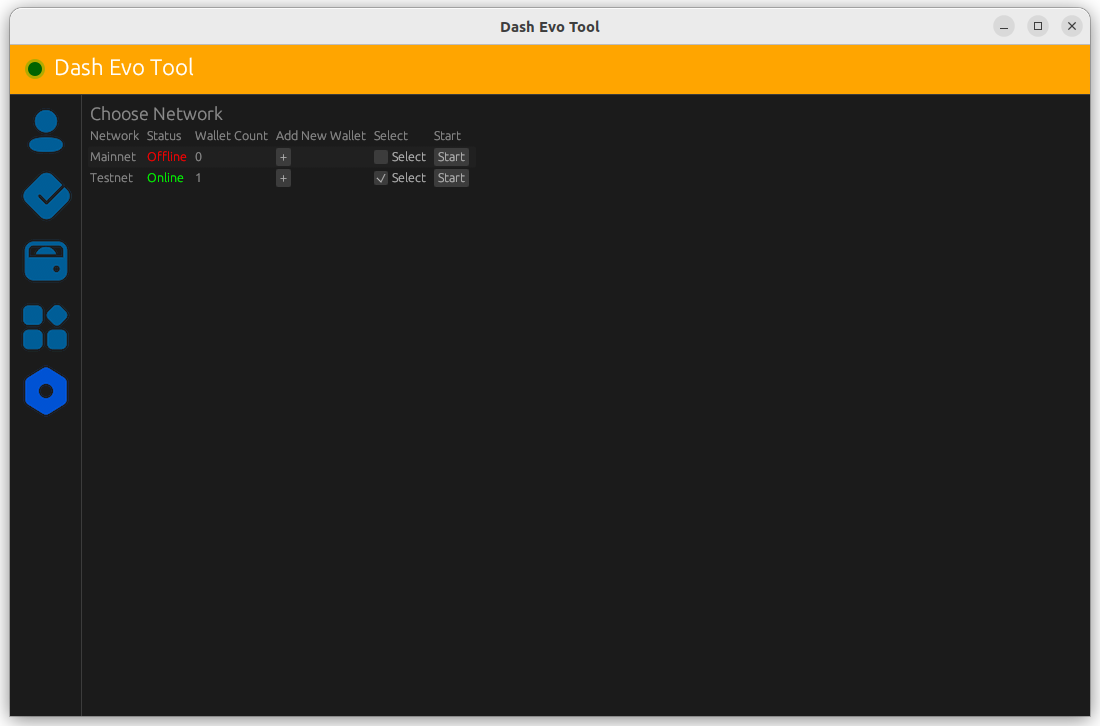 Dash Evo Tool
Dash Evo Tool
Choose Network
Network Status Wallet Count Add New Wallet Select Start
Mainnet Offline 0 + Select Start
Testnet Online 1 + Select Start